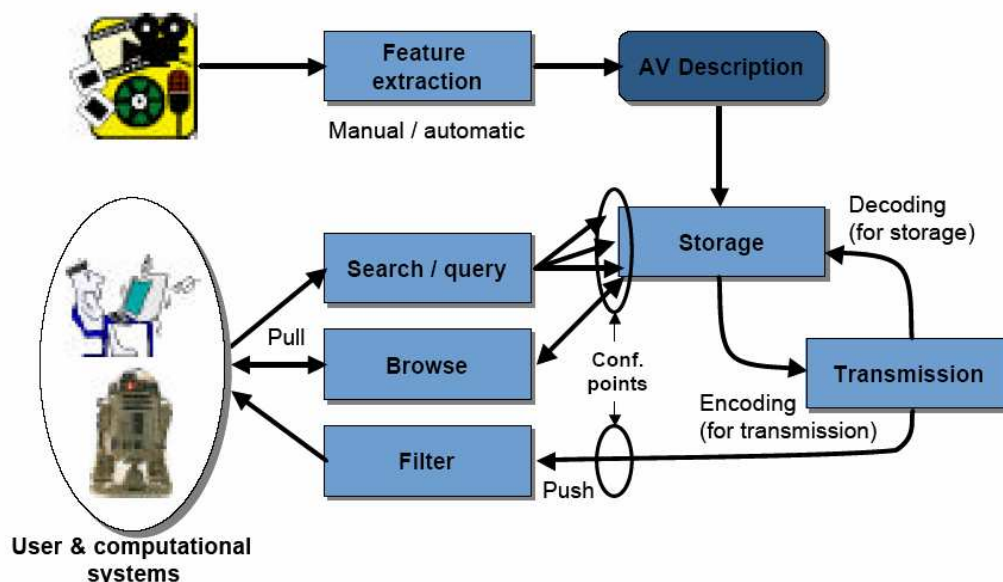 Feature
extraction
AV Description
Manual / automatic
Storage
Decoding
(for storage)
Search / query
Pull
Browse
Conf.
points
Transmission
Encoding
(for transmission)
Filter
Push
User & computational
systems